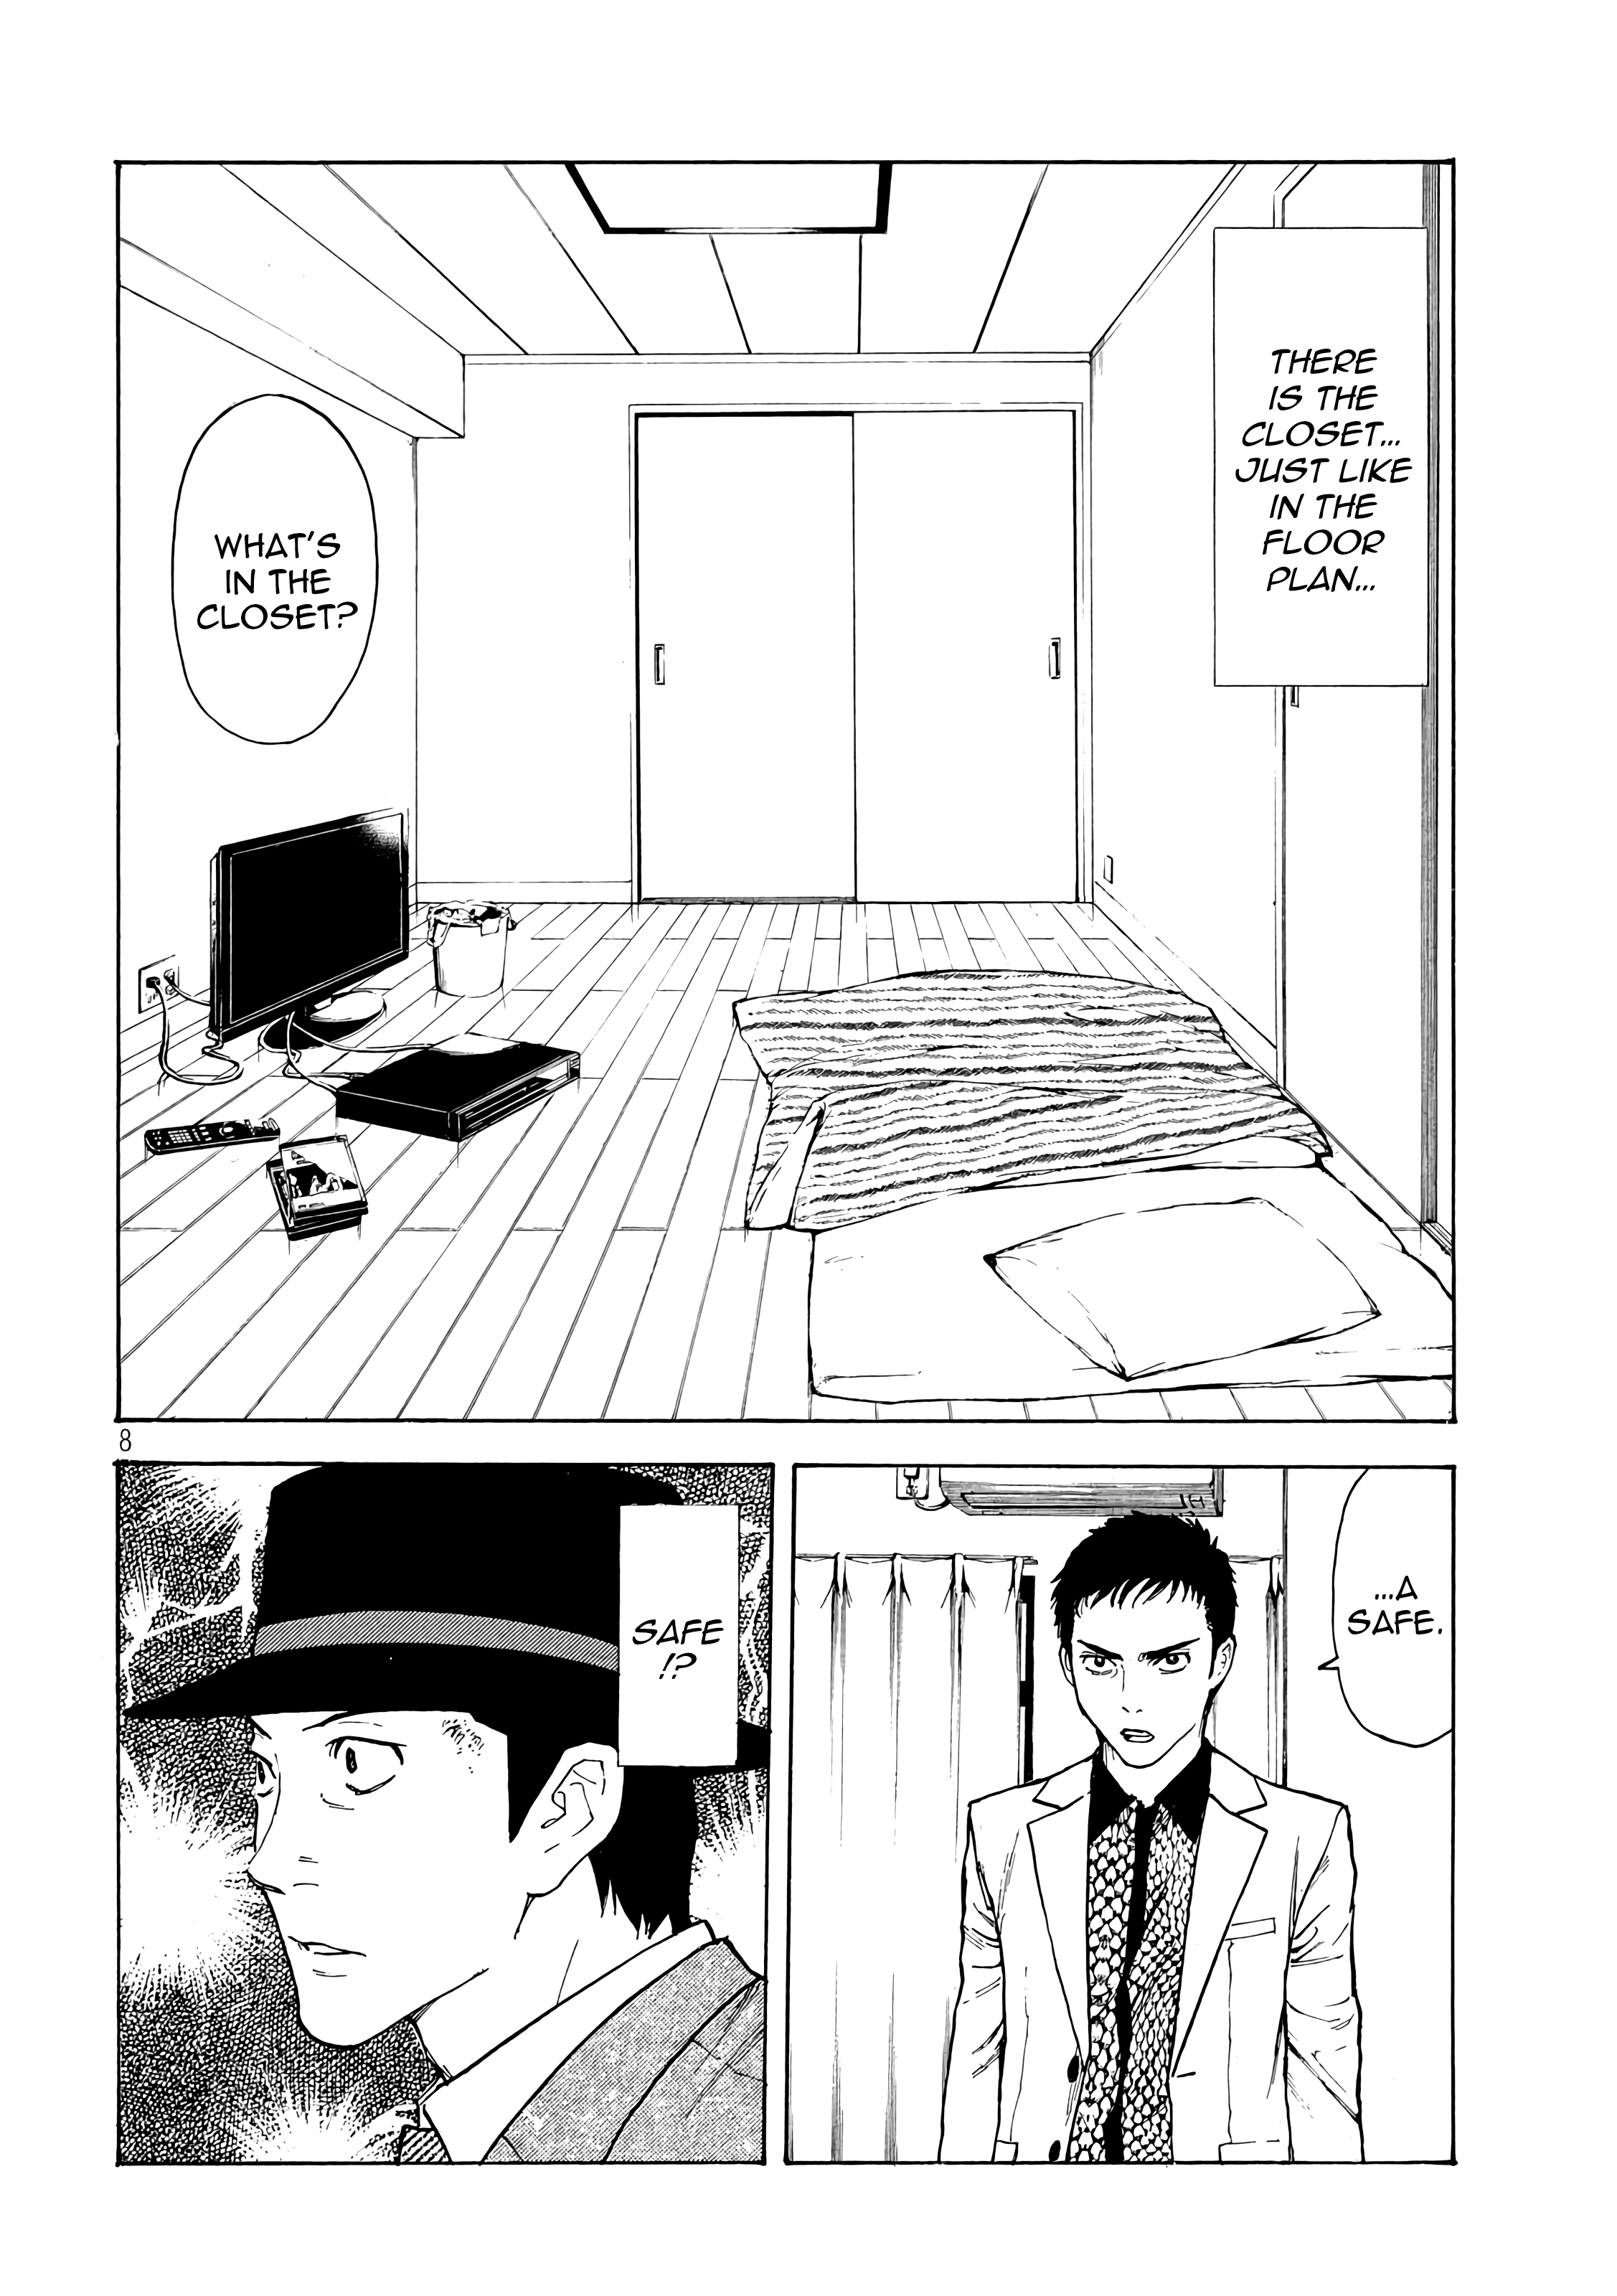 THERE
IS THE
CLOSET...
JUST LIKE
IN THE
FLOOR
PLAN...
WHAT'S
IN THE
CLOSET?
8
...A
SAFE.
SAFE
!?